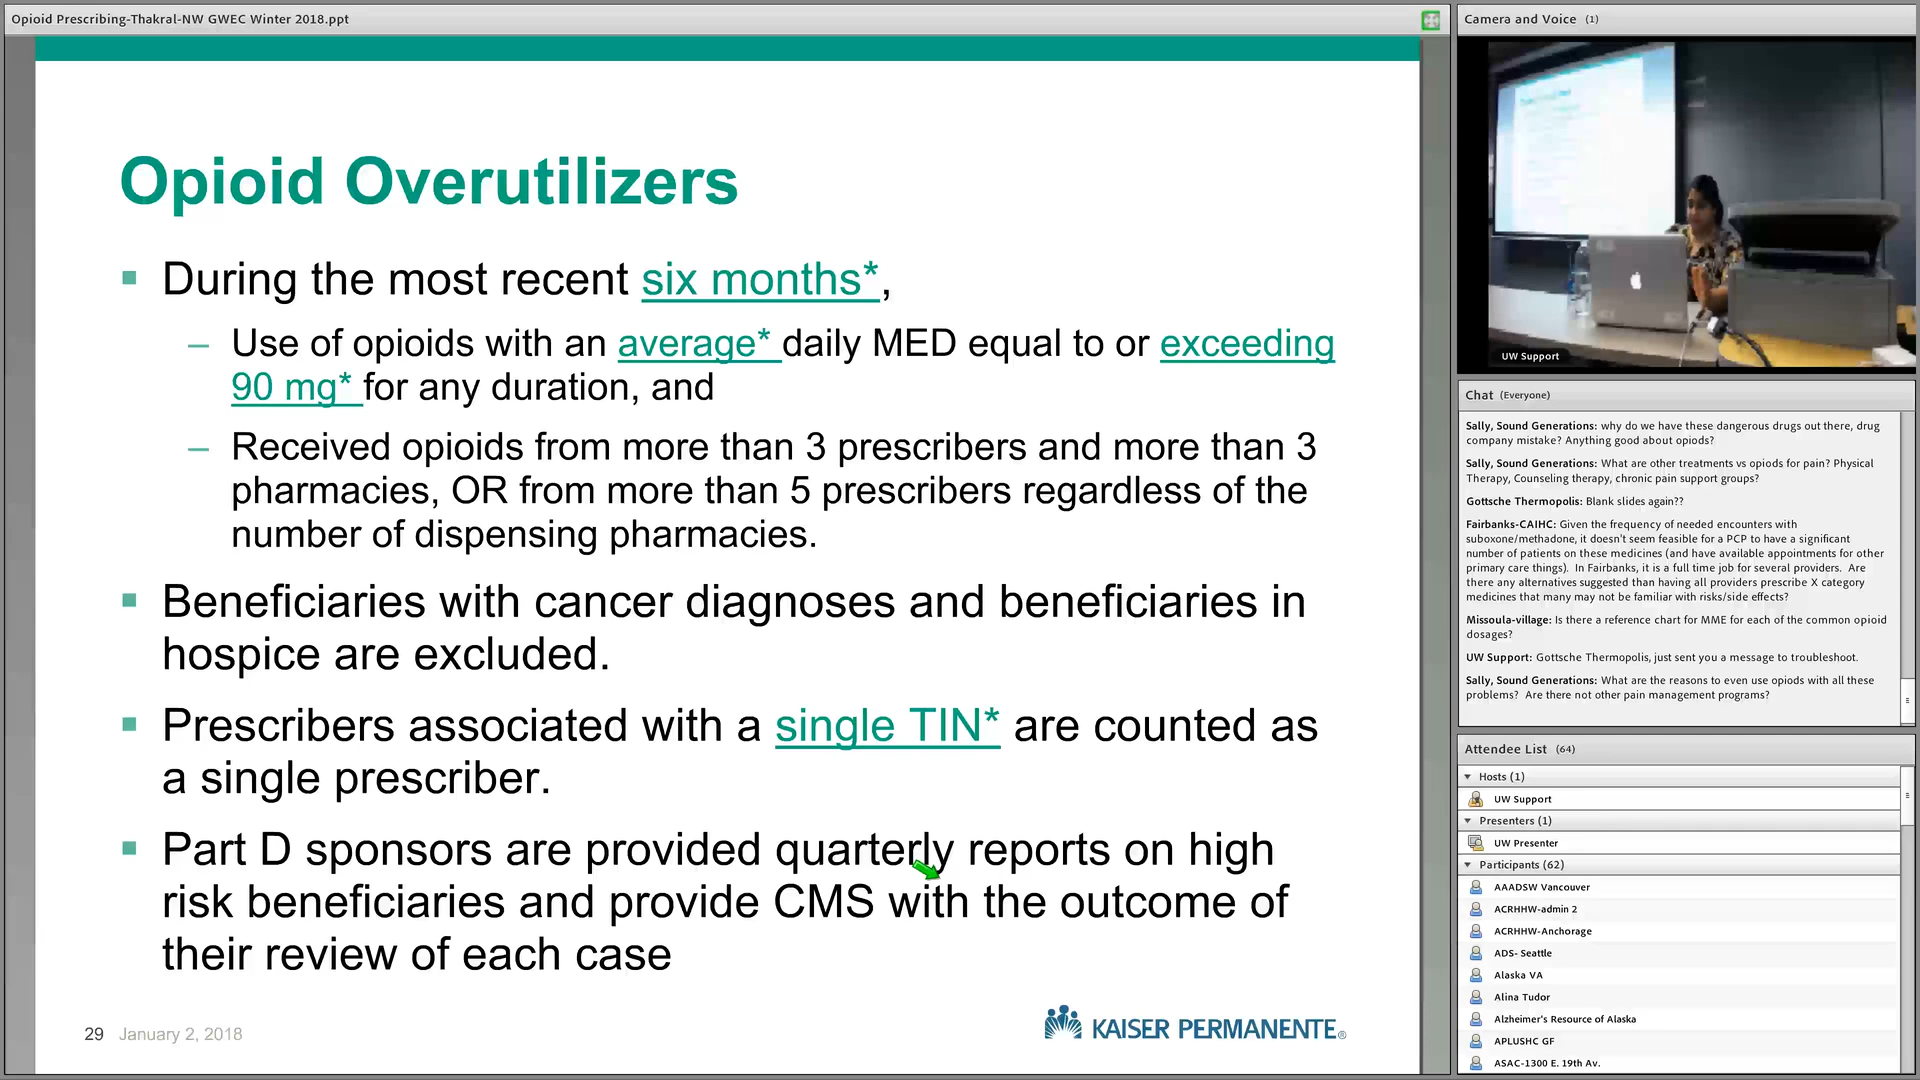 Opioid Prescribing-Thakral-NW GWEC Winter 2018.ppt
Opioid Overutilizers
During the most recent six months*,
– Use of opioids with an average* daily MED equal to or exceeding
90 mg* for any duration, and
– Received opioids from more than 3 prescribers and more than 3
pharmacies, OR from more than 5 prescribers regardless of the
number of dispensing pharmacies.
Beneficiaries with cancer diagnoses and beneficiaries in
hospice are excluded.
Prescribers associated with a single TIN* are counted as
a single prescriber.
Part D sponsors are provided quarterly reports on high
risk beneficiaries and provide CMS with the outcome of
their review of each case
29 January 2, 2018
KAISER PERMANENTE®
Camera and Voice (1)
UW Support
Chat (Everyone)
Sally, Sound Generations: why do we have these dangerous drugs out there, drug
company mistake? Anything good about opiods?
Sally, Sound Generations: What are other treatments vs opiods for pain? Physical
Therapy, Counseling therapy, chronic pain support groups?
Gottsche Thermopolis: Blank slides again??
Fairbanks-CAIHC: Given the frequency of needed encounters with
suboxone/methadone, it doesn't seem feasible for a PCP to have a significant
number of patients on these medicines (and have available appointments for other
primary care things). In Fairbanks, it is a full time job for several providers. Are
there any alternatives suggested than having all providers prescribe X category
medicines that many may not be familiar with risks/side effects?
Missoula-village: Is there a reference chart for MME for each of the common opioid
dosages?
UW Support: Gottsche Thermopolis, just sent you a message to troubleshoot.
Sally, Sound Generations: What are the reasons to even use opiods with all these
problems? Are there not other pain management programs?
Attendee List (64)
Hosts (1)
UW Support
Presenters (1)
UW Presenter
Participants (62)
AAADSW Vancouver
ACRHHW-admin 2
ACRHHW-Anchorage
ADS- Seattle
Alaska VA
Alina Tudor
Alzheimer's Resource of Alaska
APLUSHC GF
ASAC-1300 E. 19th Av.